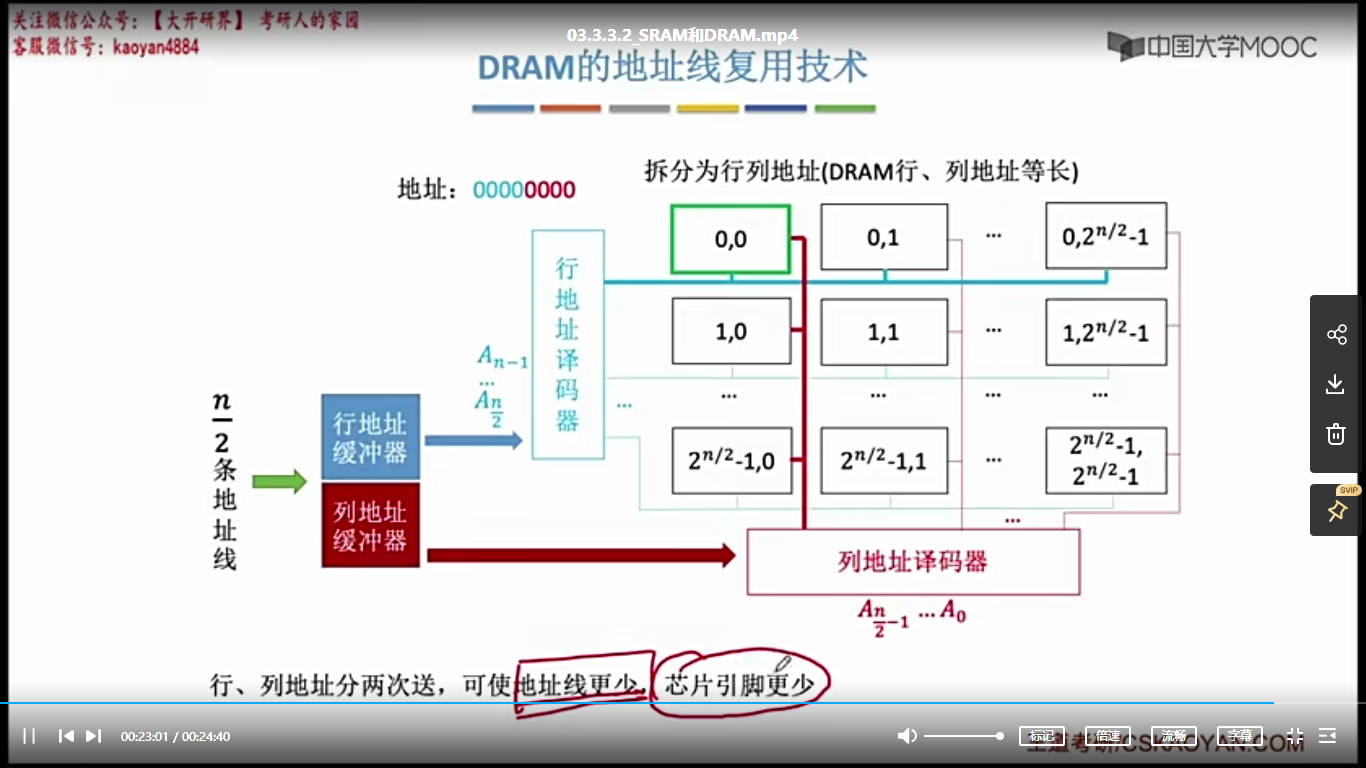 关注微信公众号：【大开研界】 考研人的家园
客服微信号：kaoyan4884
03.3.3.2_SRAM和DRAM.mp4
中国大学MOOC
DRAM的地址线复用技术
地址：00000000
拆分为行列地址(DRAM行、列地址等长)
0,0
0,1
...
0,2^{n/2}-1
行地址译码器
1,0
1,1
...
1,2^{n/2}-1
A_{n-1}
...
A_{\frac{n}{2}}
...
...
...
...
...
\frac{n}{2}条地址线
行地址
缓冲器
2^{n/2}-1,0
2^{n/2}-1,1
...
2^{n/2}-1,
2^{n/2}-1
列地址
缓冲器
...
列地址译码器
A_{\frac{n}{2}-1} ...A_0
行、列地址分两次送，可使地址线更少，芯片引脚更少
SVIP
00:23:01 / 00:24:40
标记
倍速
流畅
字幕
王道考研/CSKAOYAN.COM